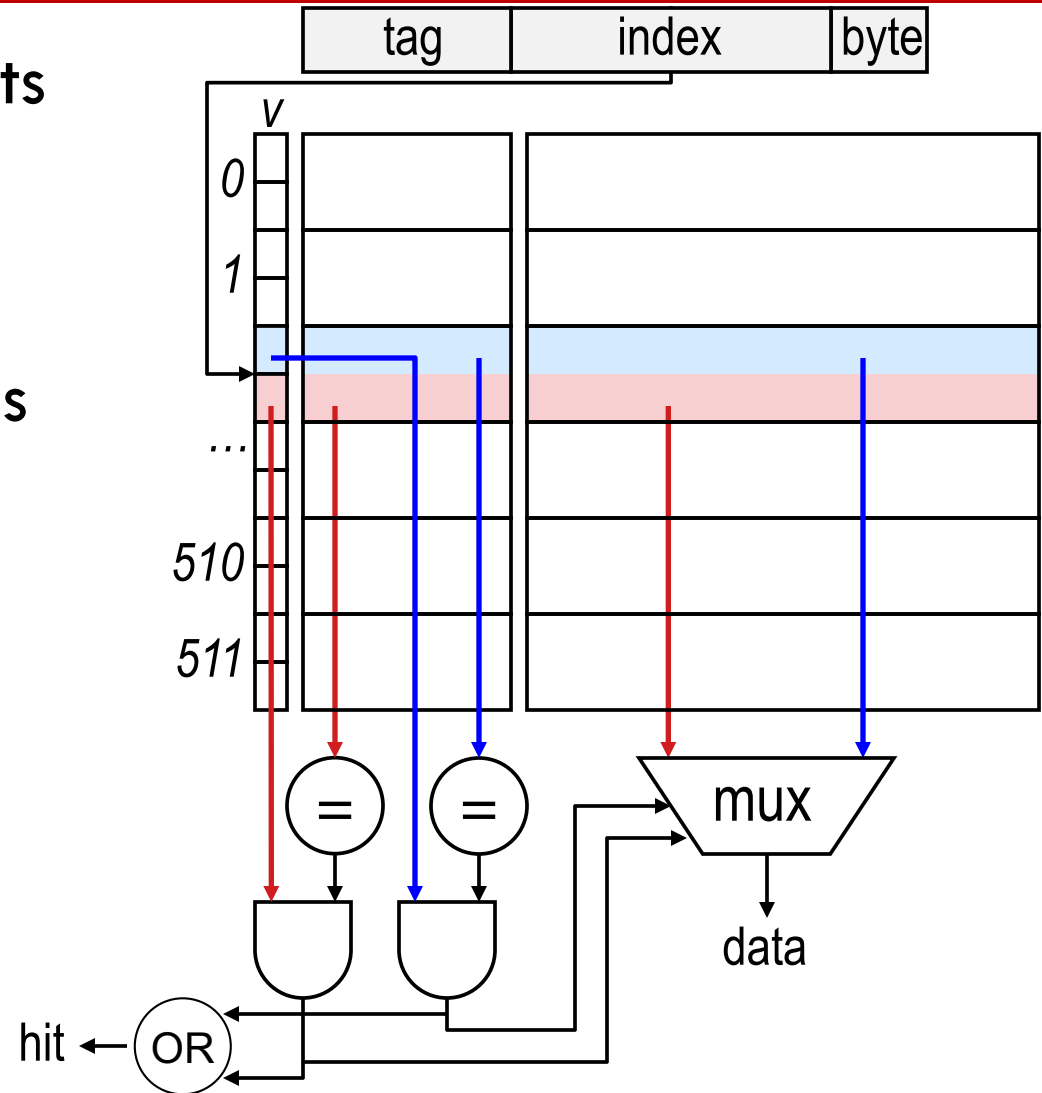 tag index byte
ts
v
0
1
s
...
510
511
= = mux
data
hit OR